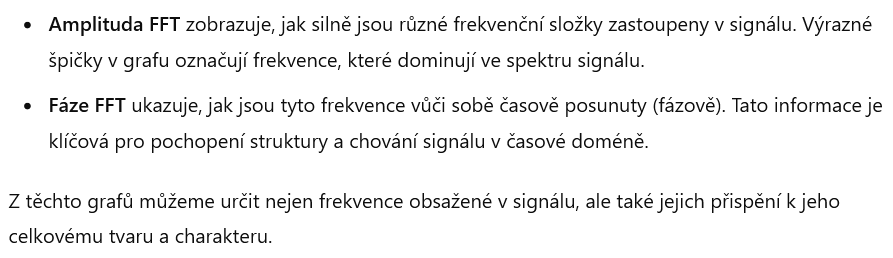 • Amplituda FFT zobrazuje, jak silně jsou různé frekvenční složky zastoupeny v signálu. Výrazné
špičky v grafu označují frekvence, které dominují ve spektru signálu.
• Fáze FFT ukazuje, jak jsou tyto frekvence vůči sobě časově posunuty (fázově). Tato informace je
klíčová pro pochopení struktury a chování signálu v časové doméně.
Z těchto grafů můžeme určit nejen frekvence obsažené v signálu, ale také jejich přispění k jeho
celkovému tvaru a charakteru.